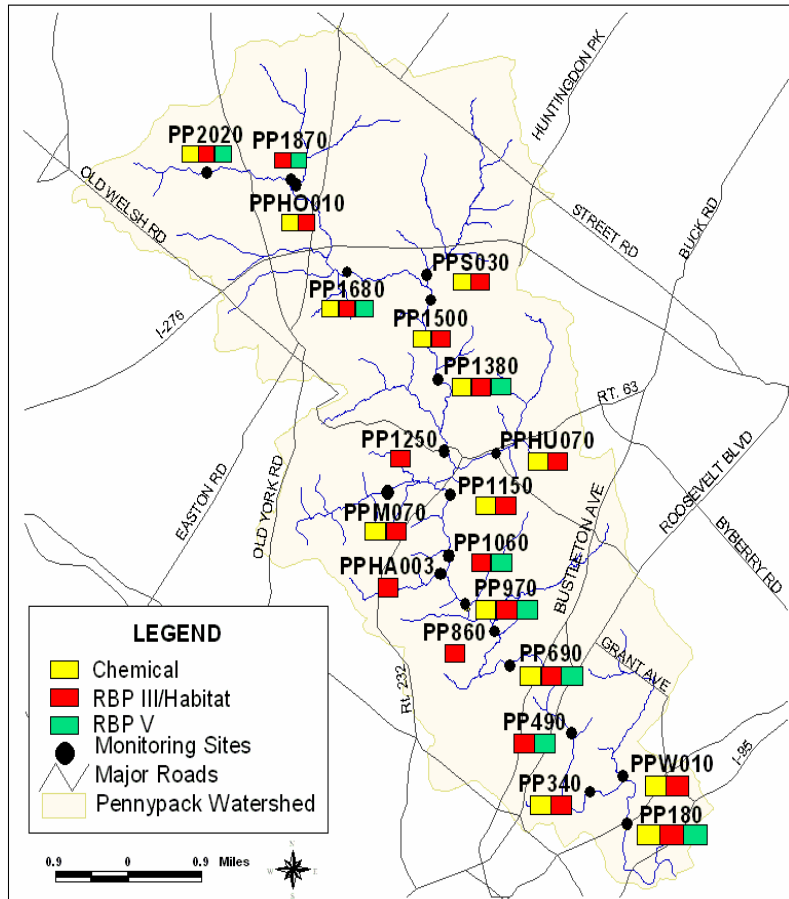 HUNTINGDON PK
PP2020
PP1870
OLD WELSH RD
PPHO010
STREET RD
BUCK RD
PPS030
PP1680
I-276
PP1500
PP1380
RT. 63
PP1250
PPHU070
EASTON RD
OLD YORK RD
PP1150
ROOSEVELT BLVD
PPM070
BYBERRY RD
PP1060
PPHA003
BUSTLETON AVE
PP970
PP860
PP690
GRANT AVE
Rt. 232
PP490
I-95
PPW010
PP340
PP180
LEGEND
Chemical
RBP III/Habitat
RBP V
Monitoring Sites
Major Roads
Pennypack Watershed
0.9 0 0.9 Miles
N
W E
S